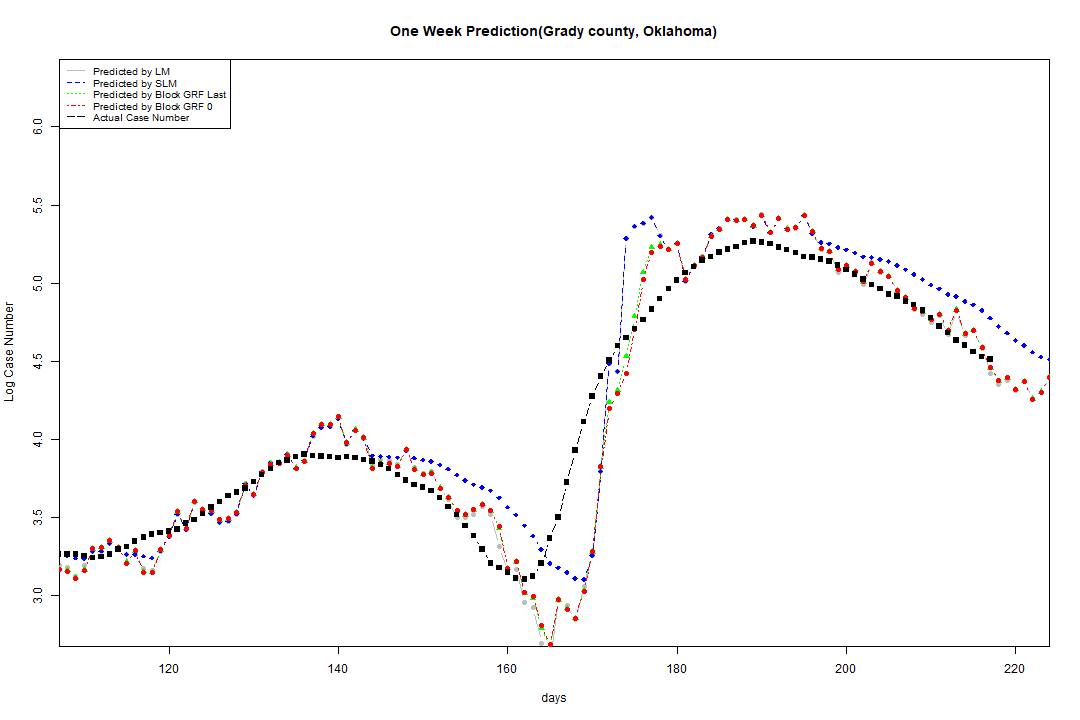 One Week Prediction(Grady county, Oklahoma)
Predicted by LM
Predicted by SLM
Predicted by Block GRF Last
Predicted by Block GRF 0
Actual Case Number
6.0
5.5
5.0
4.5
4.0
3.5
3.0
Log Case Number
120 140 160 180 200 220
days